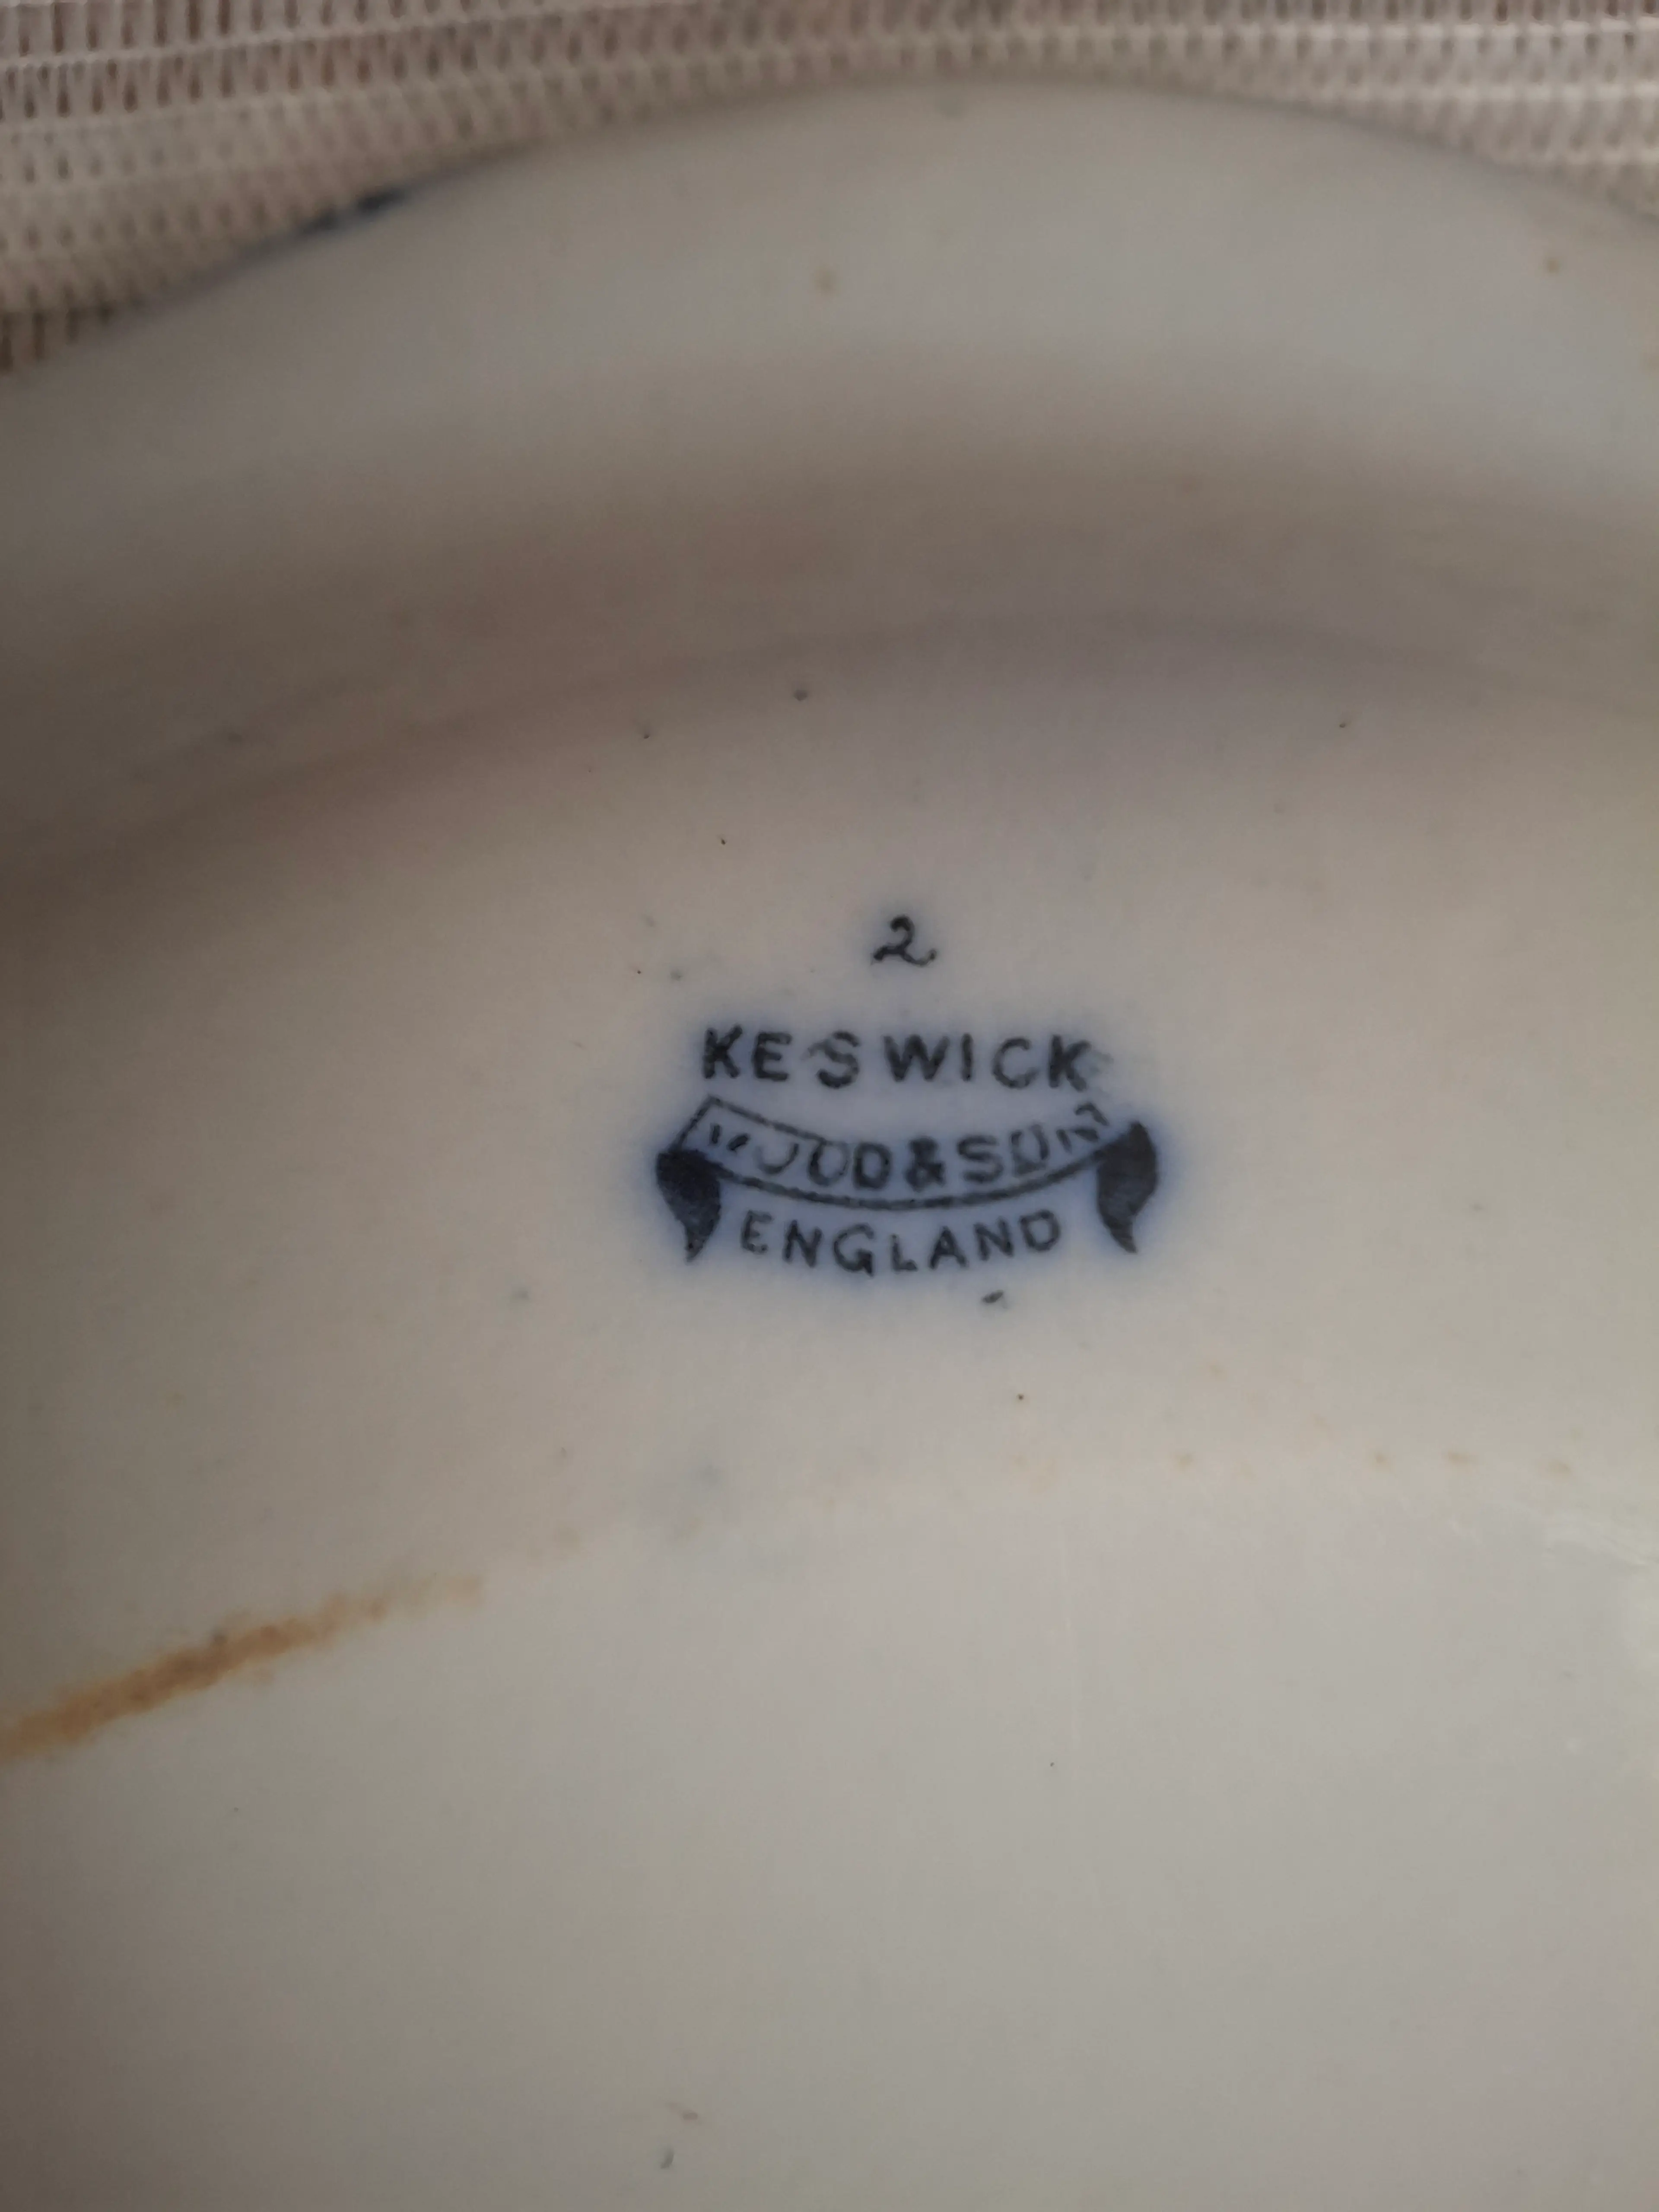 2
KESWICK
WOOD & SON
ENGLAND